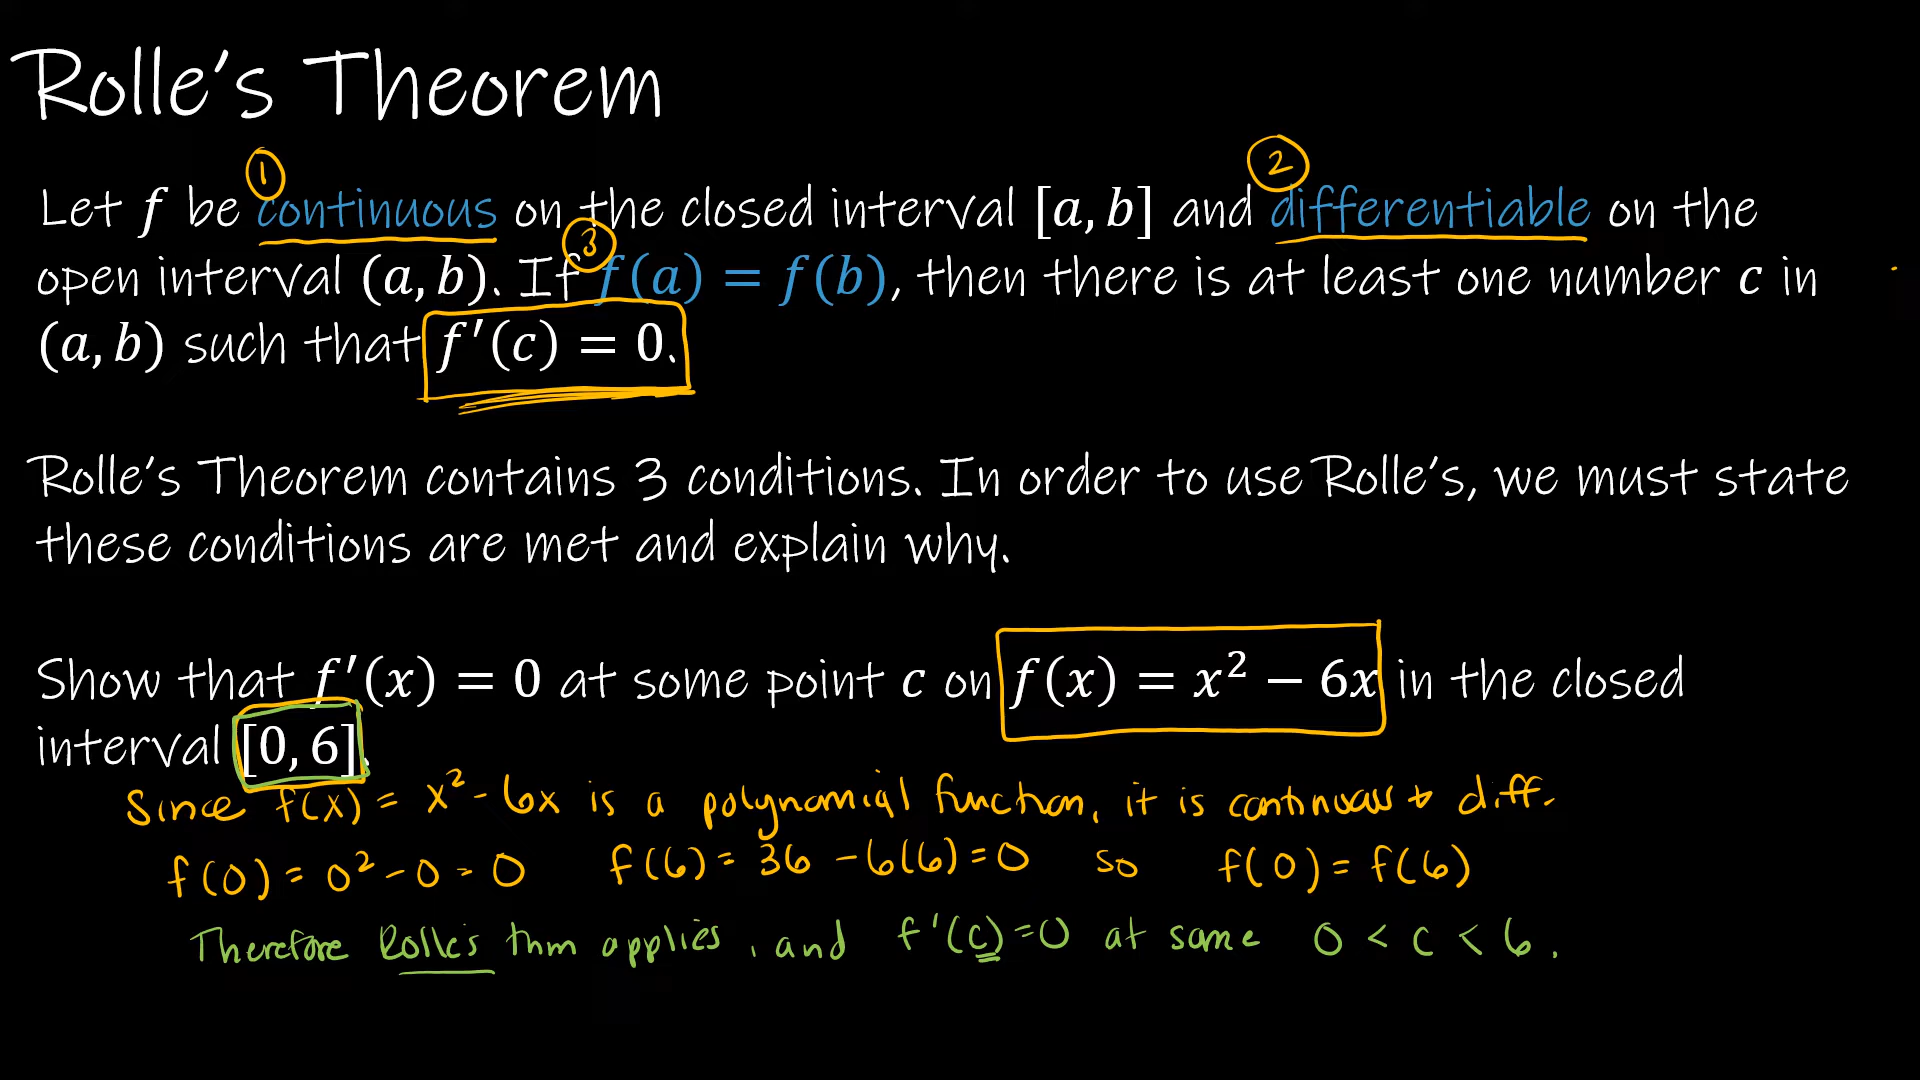 Rolle's Theorem
① ②
Let f be continuous on the closed interval [a, b] and differentiable on the
③
open interval (a, b). If f(a) = f(b), then there is at least one number c in
(a, b) such that f′(c) = 0.
Rolle's Theorem contains 3 conditions. In order to use Rolle's, we must state
these conditions are met and explain why.
Show that f′(x) = 0 at some point c on f(x) = x² − 6x in the closed
interval [0, 6].
Since f(x) = x² - 6x is a polynomial function, it is continuous + diff.
f(0) = 0² - 0 = 0 f(6) = 36 - 6(6) = 0 so f(0) = f(6)
Therefore Rolle's thm applies, and f'(c) = 0 at some 0 < c < 6.